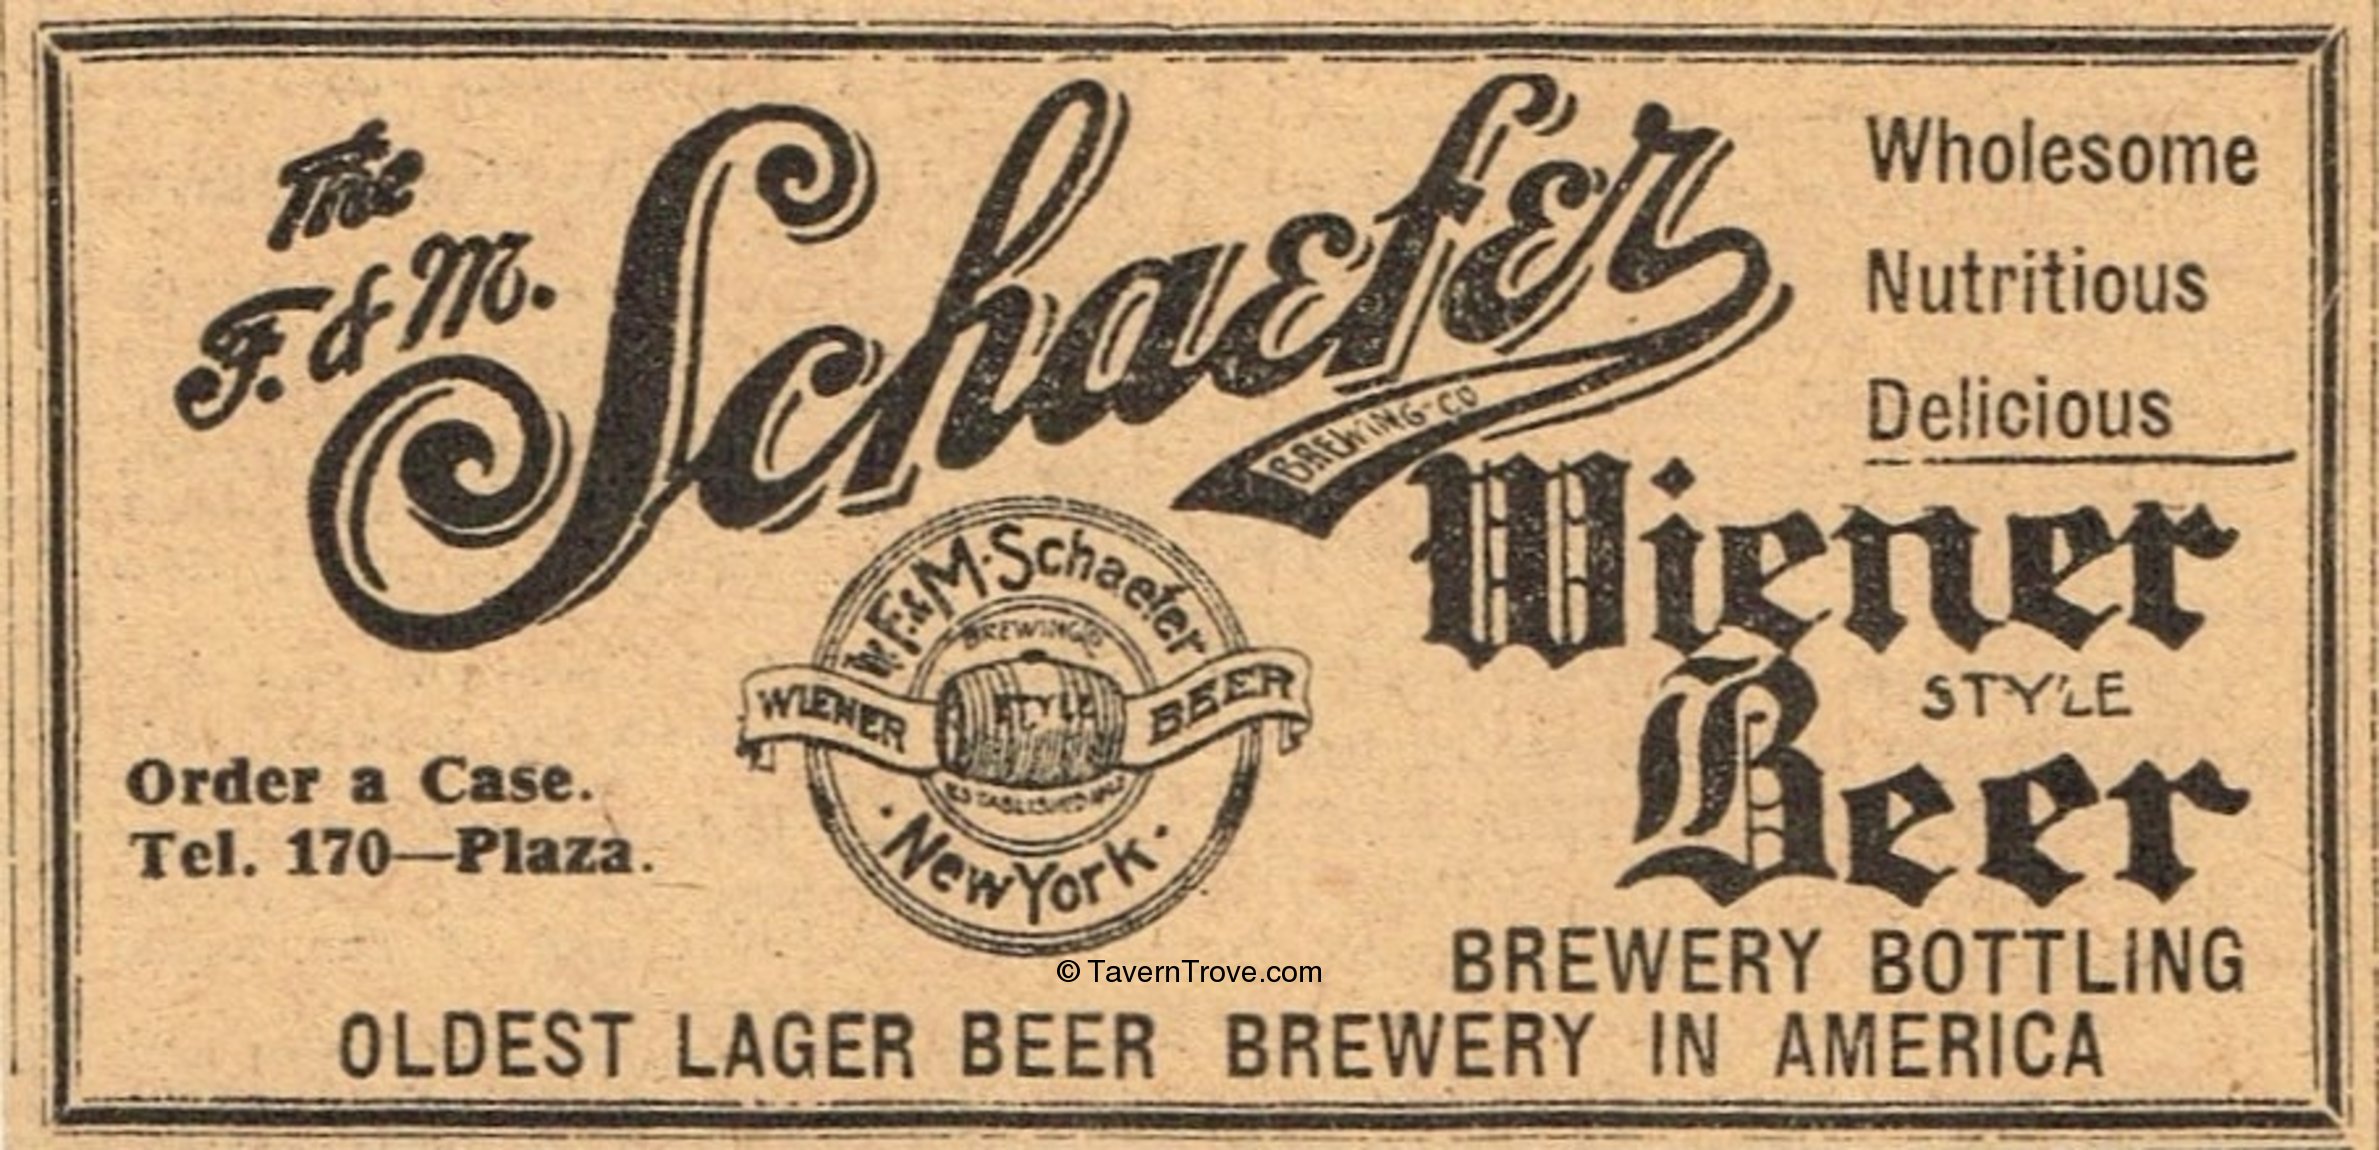 The
F. & M.
Schaefer
BREWING-CO
Wholesome
Nutritious
Delicious
Wiener
STYLE
Beer
The F.&M. Schaefer
BREWING CO
WIENER STYLE BEER
ESTABLISHED
New York
Order a Case.
Tel. 170—Plaza.
BREWERY BOTTLING
© TavernTrove.com
OLDEST LAGER BEER BREWERY IN AMERICA